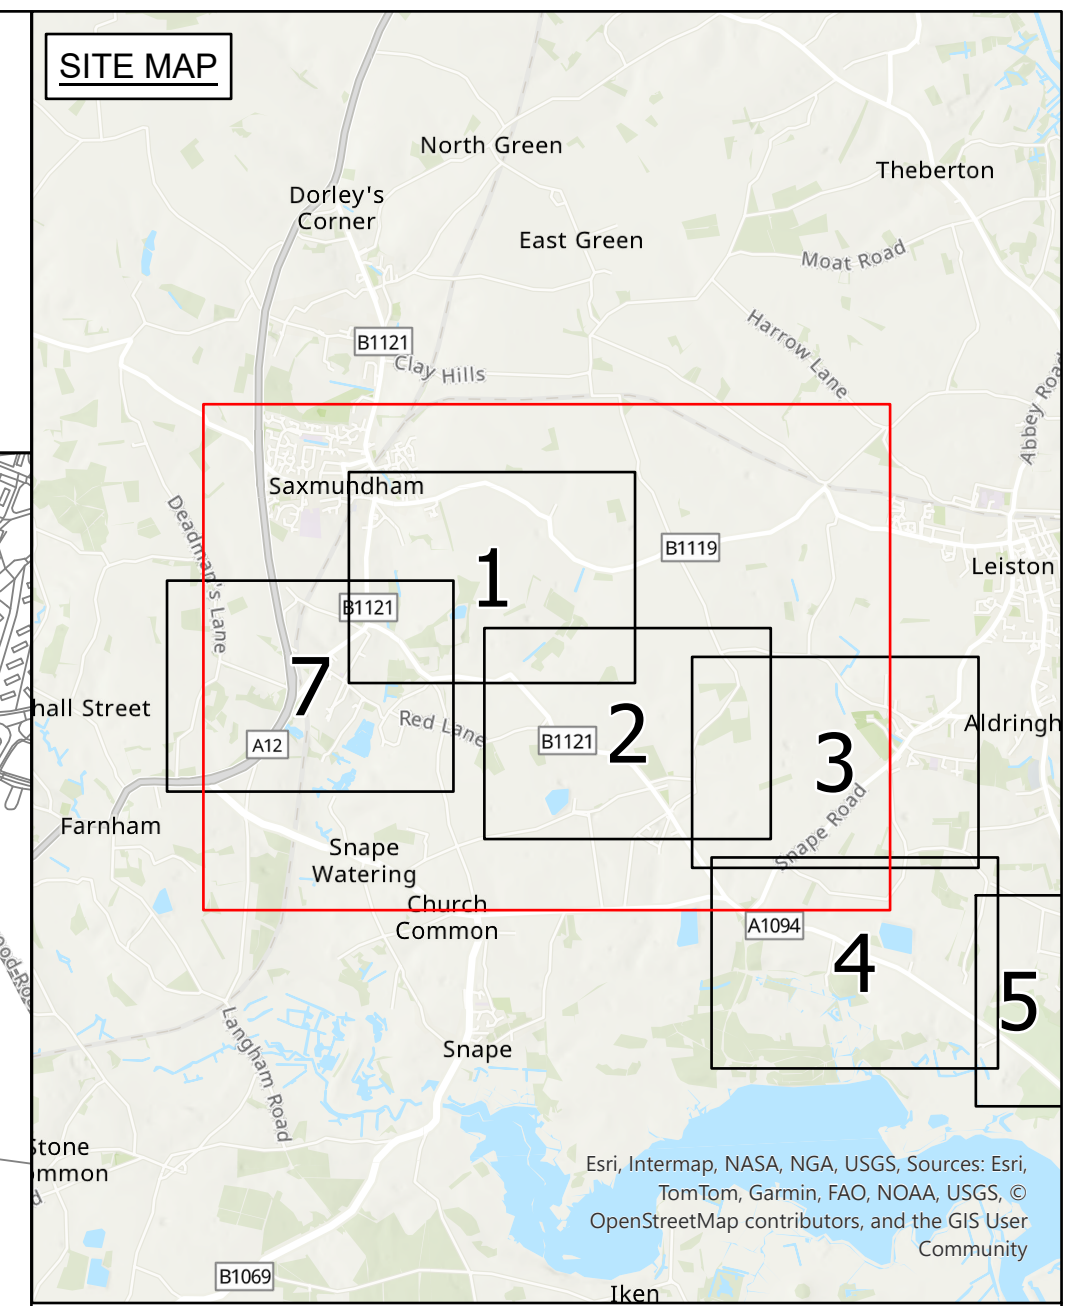 SITE MAP
North Green
Theberton
Dorley's
Corner
East Green
Moat Road
Harrow Lane
B1121
Clay Hills
Abbey Road
Saxmundham
Deadman's Lane
B1119
1
Leiston
B1121
7
hall Street
Red Lane
A12
B1121
2
Aldringh
3
Snape Road
Farnham
Snape
Watering
Church
Common
A1094
4
5
Langham Road
Snape
Stone
mmon
Esri, Intermap, NASA, NGA, USGS, Sources: Esri,
TomTom, Garmin, FAO, NOAA, USGS, ©
OpenStreetMap contributors, and the GIS User
Community
B1069
Iken